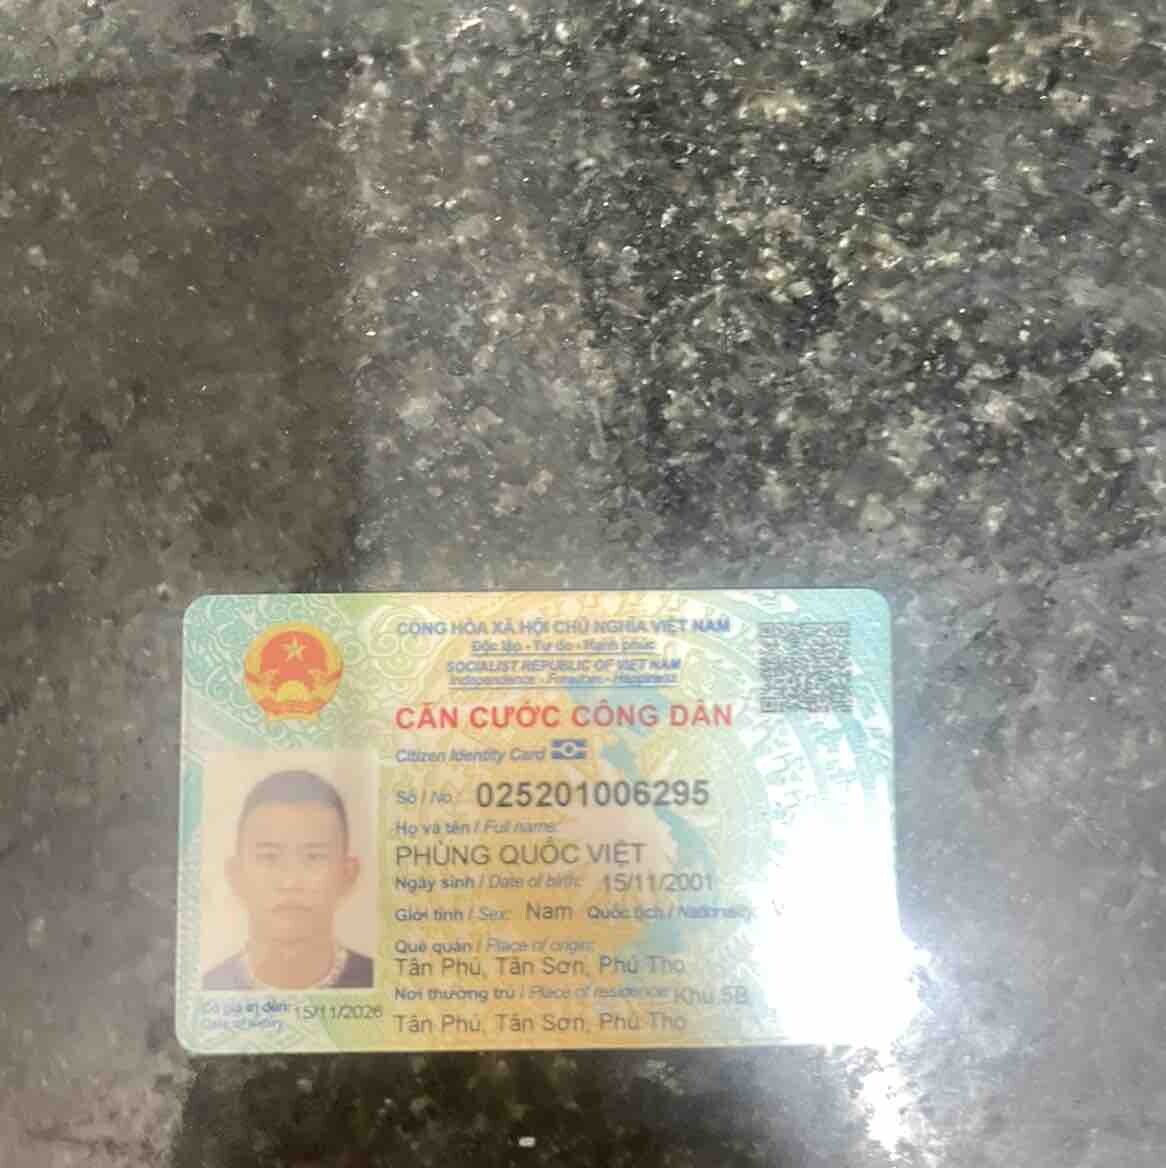 CỘNG HÒA XÃ HỘI CHỦ NGHĨA VIỆT NAM
Độc lập - Tự do - Hạnh phúc
SOCIALIST REPUBLIC OF VIET NAM
Independence - Freedom - Happiness
CĂN CƯỚC CÔNG DÂN
Citizen Identity Card
Số / No.: 025201006295
Họ và tên / Full name:
PHÙNG QUỐC VIỆT
Ngày sinh / Date of birth: 15/11/2001
Giới tính / Sex: Nam Quốc tịch / Nationality:
Quê quán / Place of origin:
Tân Phú, Tân Sơn, Phú Thọ
Nơi thường trú / Place of residence: Khu 5B
Tân Phú, Tân Sơn, Phú Thọ
Có giá trị đến: 15/11/2026
Date of expiry